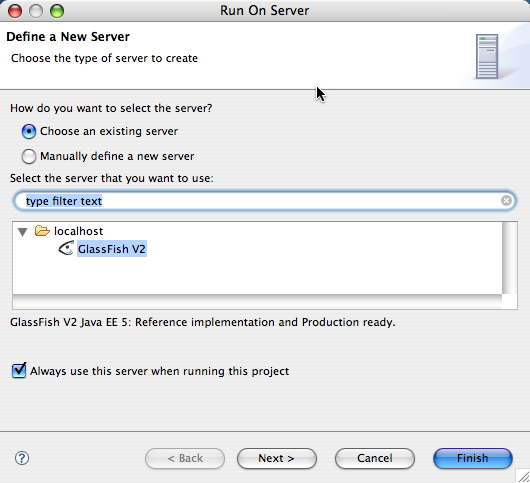 Run On Server
Define a New Server
Choose the type of server to create
How do you want to select the server?
Choose an existing server
Manually define a new server
Select the server that you want to use:
type filter text
localhost
GlassFish V2
GlassFish V2 Java EE 5: Reference implementation and Production ready.
Always use this server when running this project
? < Back Next > Cancel Finish